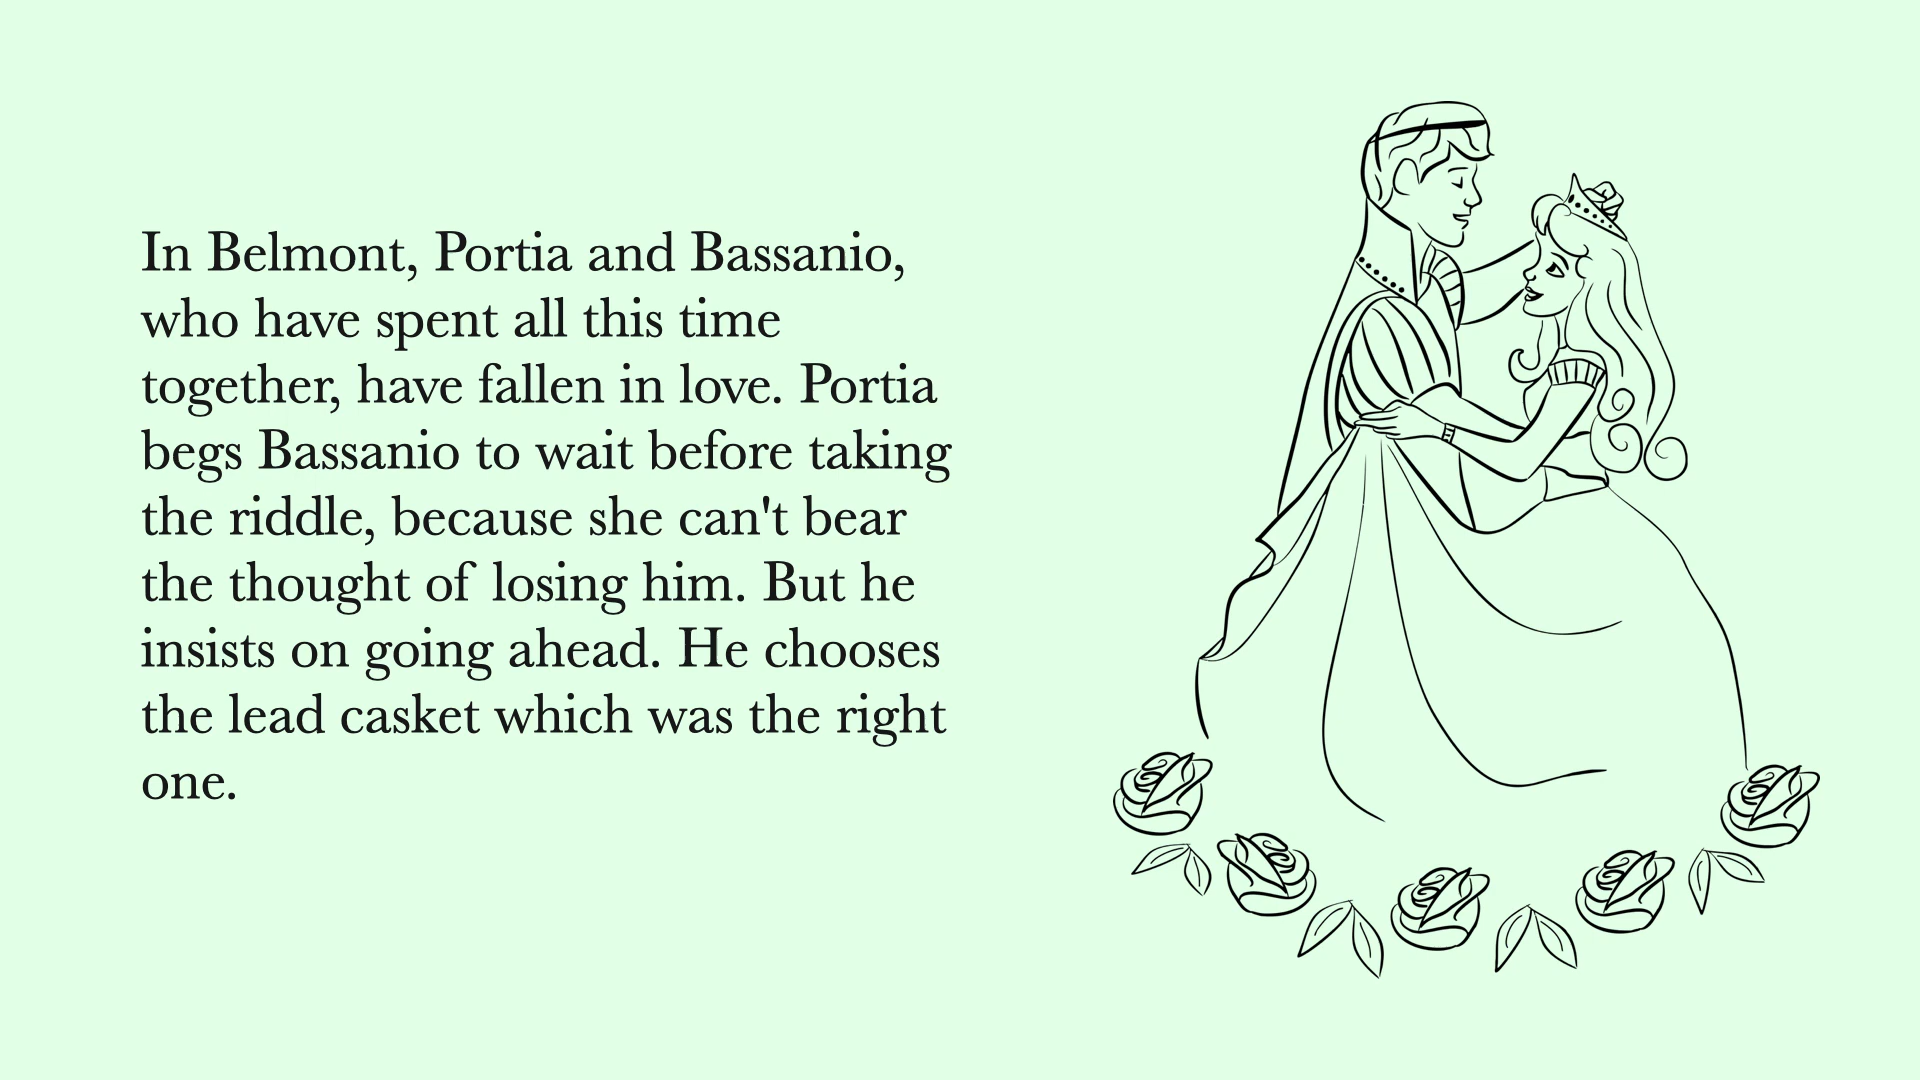 In Belmont, Portia and Bassanio,
who have spent all this time
together, have fallen in love. Portia
begs Bassanio to wait before taking
the riddle, because she can't bear
the thought of losing him. But he
insists on going ahead. He chooses
the lead casket which was the right
one.